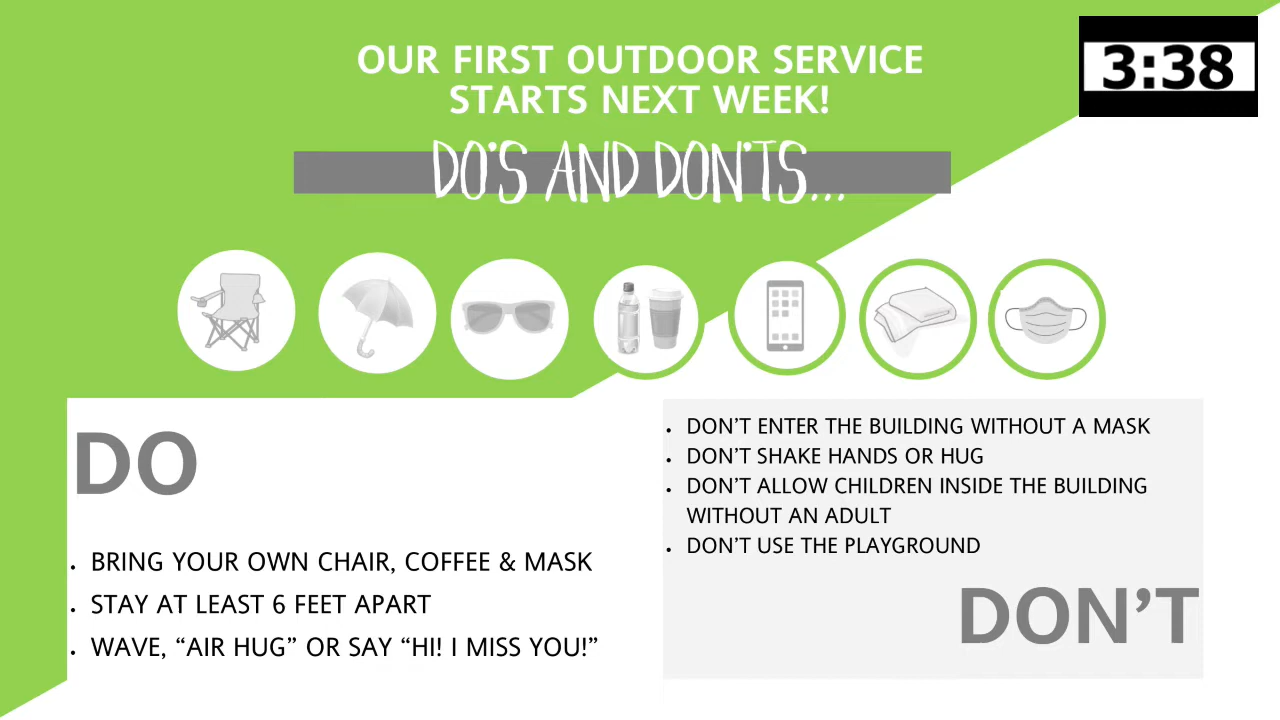 OUR FIRST OUTDOOR SERVICE
STARTS NEXT WEEK!
3:38
DO'S AND DON'TS...
DO
• BRING YOUR OWN CHAIR, COFFEE & MASK
• STAY AT LEAST 6 FEET APART
• WAVE, “AIR HUG” OR SAY “HI! I MISS YOU!”
• DON’T ENTER THE BUILDING WITHOUT A MASK
• DON’T SHAKE HANDS OR HUG
• DON’T ALLOW CHILDREN INSIDE THE BUILDING
WITHOUT AN ADULT
• DON’T USE THE PLAYGROUND
DON’T